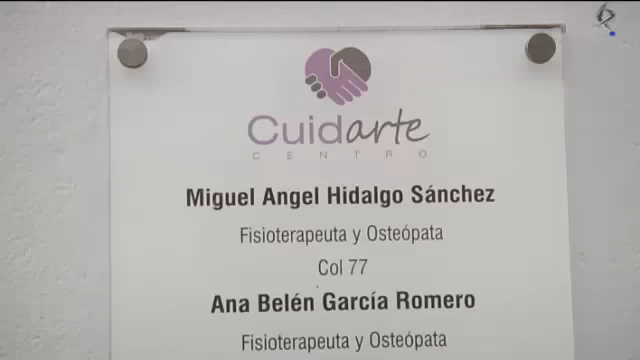 Cuidarte
CENTRO
Miguel Angel Hidalgo Sánchez
Fisioterapeuta y Osteópata
Col 77
Ana Belén García Romero
Fisioterapeuta y Osteópata